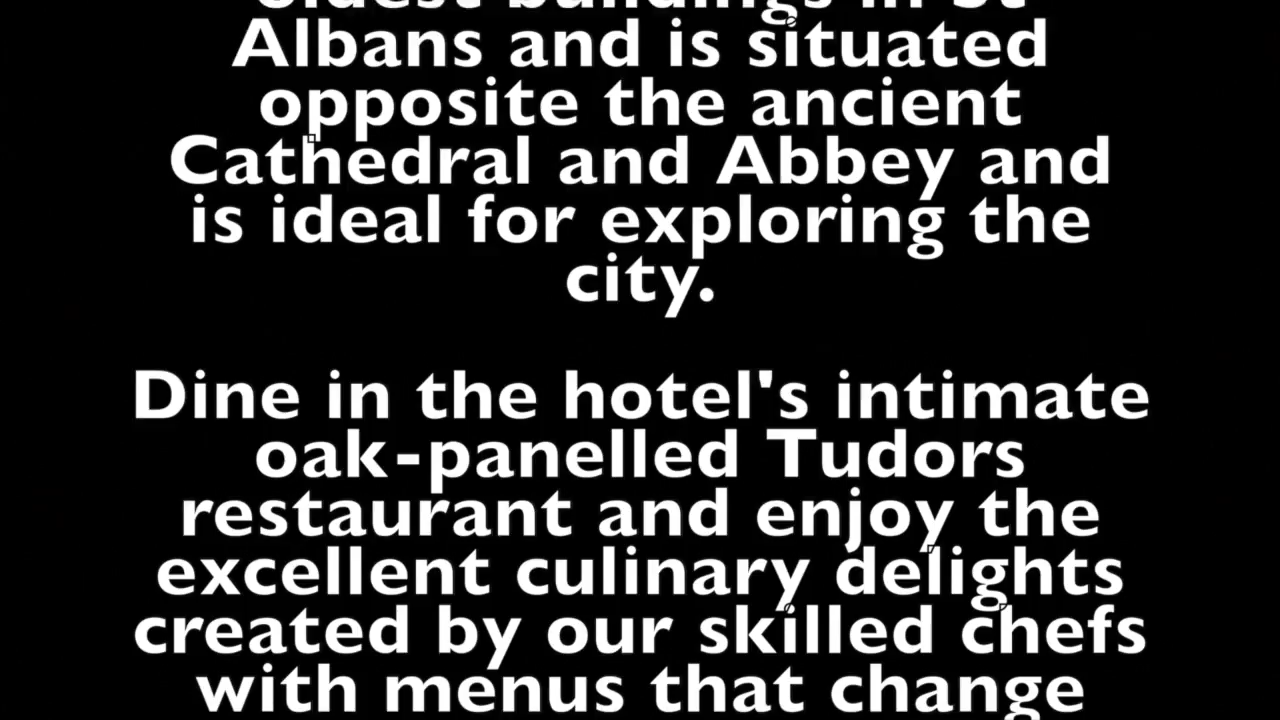 oldest buildings in St
Albans and is situated
opposite the ancient
Cathedral and Abbey and
is ideal for exploring the
city.
Dine in the hotel's intimate
oak-panelled Tudors
restaurant and enjoy the
excellent culinary delights
created by our skilled chefs
with menus that change